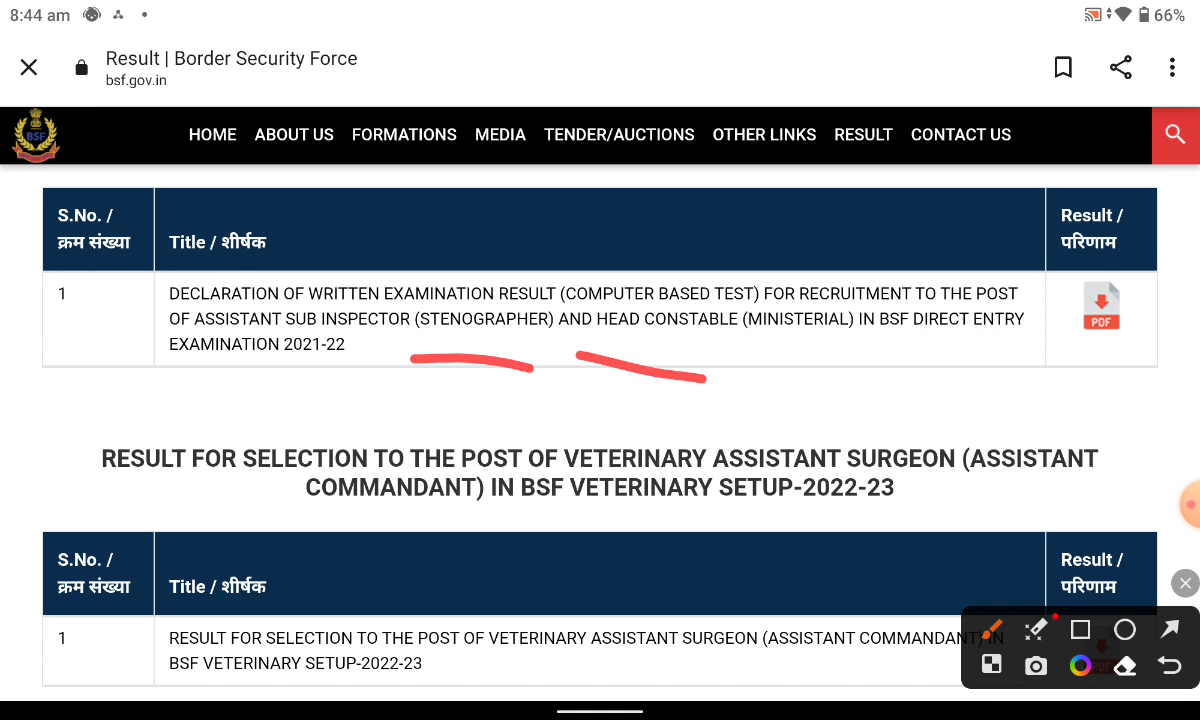 8:44 am
66%
Result | Border Security Force
bsf.gov.in
BSF
HOME ABOUT US FORMATIONS MEDIA TENDER/AUCTIONS OTHER LINKS RESULT CONTACT US
S.No. / क्रम संख्या
Title / शीर्षक
Result / परिणाम
1
DECLARATION OF WRITTEN EXAMINATION RESULT (COMPUTER BASED TEST) FOR RECRUITMENT TO THE POST
OF ASSISTANT SUB INSPECTOR (STENOGRAPHER) AND HEAD CONSTABLE (MINISTERIAL) IN BSF DIRECT ENTRY
EXAMINATION 2021-22
PDF
RESULT FOR SELECTION TO THE POST OF VETERINARY ASSISTANT SURGEON (ASSISTANT
COMMANDANT) IN BSF VETERINARY SETUP-2022-23
S.No. / क्रम संख्या
Title / शीर्षक
Result / परिणाम
1
RESULT FOR SELECTION TO THE POST OF VETERINARY ASSISTANT SURGEON (ASSISTANT COMMANDANT) IN
BSF VETERINARY SETUP-2022-23
PDF